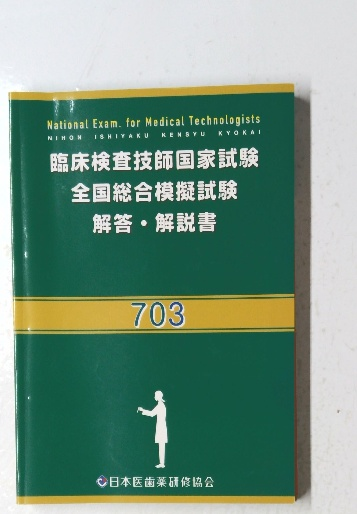 National Exam. for Medical Technologists
NIHON ISHIYAKU KENSYU KYOKAI
臨床検査技師国家試験
全国総合模擬試験
解答・解説書
703
日本医歯薬研修協会